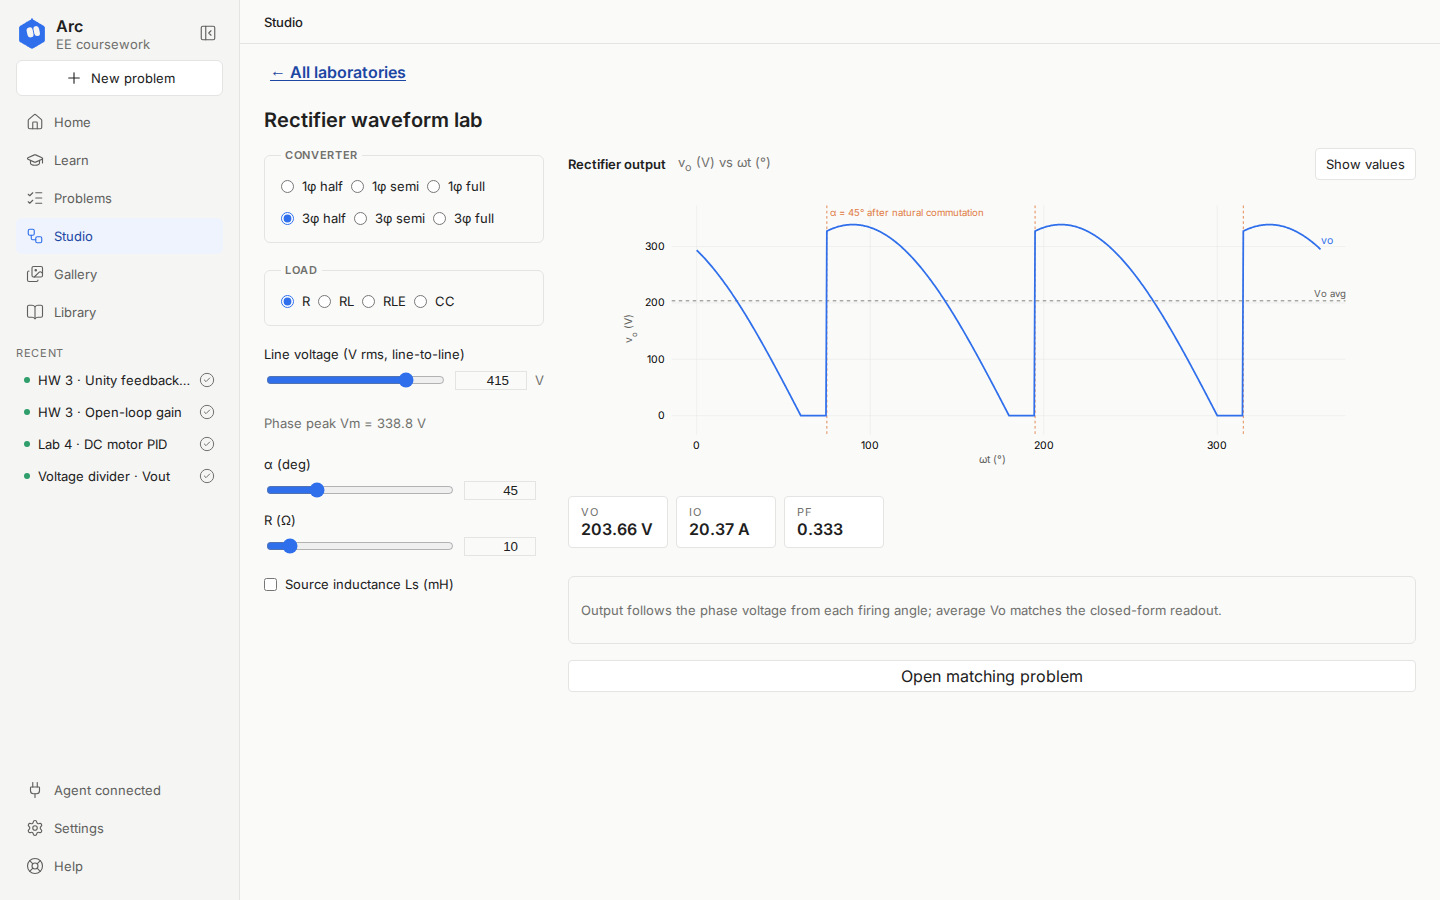 Arc
EE coursework
New problem
Home
Learn
Problems
Studio
Gallery
Library
RECENT
HW 3 · Unity feedback...
HW 3 · Open-loop gain
Lab 4 · DC motor PID
Voltage divider · Vout
Agent connected
Settings
Help
Studio
← All laboratories
Rectifier waveform lab
CONVERTER
1φ half 1φ semi 1φ full
3φ half 3φ semi 3φ full
LOAD
R RL RLE CC
Line voltage (V rms, line-to-line)
415 V
Phase peak Vm = 338.8 V
α (deg)
45
R (Ω)
10
Source inductance Ls (mH)
Rectifier output vo (V) vs ωt (°)
Show values
α = 45° after natural commutation
vo
Vo avg
300
200
100
0
vo (V)
0 100 200 300
ωt (°)
VO
203.66 V
IO
20.37 A
PF
0.333
Output follows the phase voltage from each firing angle; average Vo matches the closed-form readout.
Open matching problem